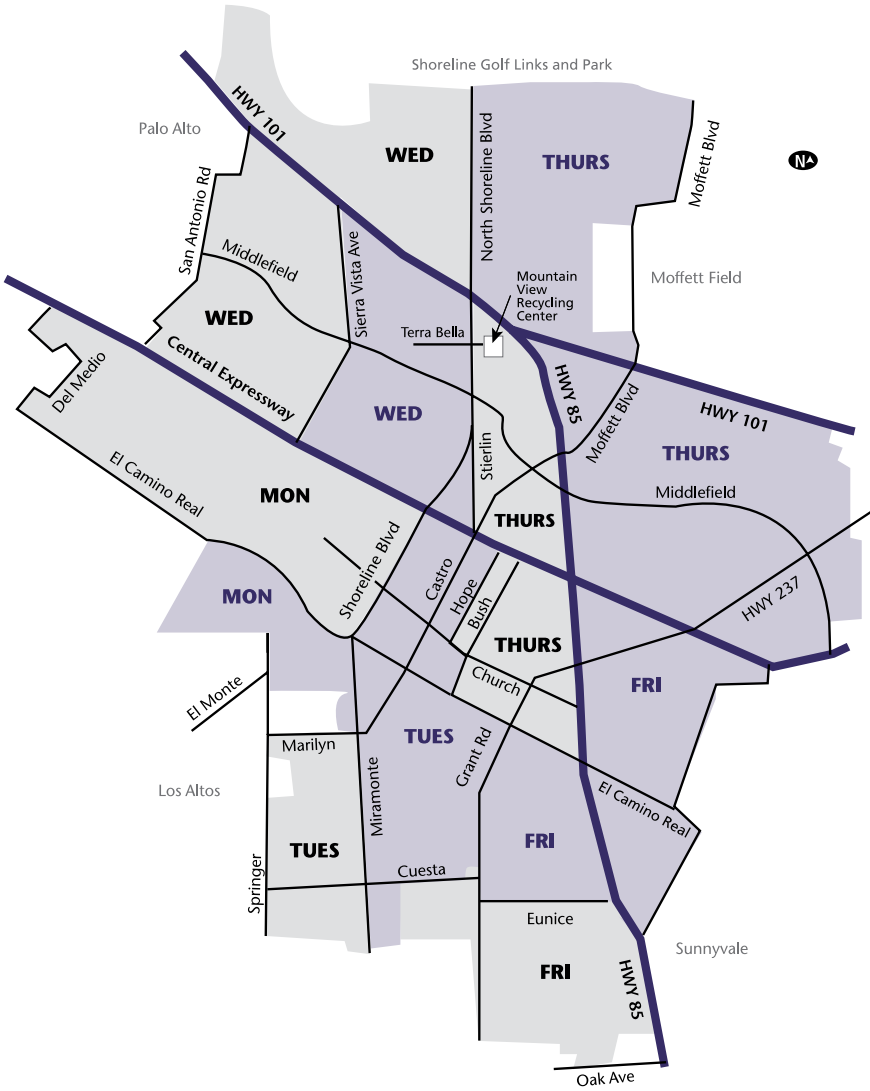 Shoreline Golf Links and Park
HWY 101
Palo Alto
WED
THURS
North Shoreline Blvd
Moffett Blvd
N
San Antonio Rd
Middlefield
Sierra Vista Ave
Mountain
View
Recycling
Center
Moffett Field
WED
Terra Bella
Central Expressway
Del Medio
HWY 85
Moffett Blvd
HWY 101
WED
THURS
El Camino Real
Stierlin
Middlefield
MON
THURS
Shoreline Blvd
Castro
Hope
Bush
HWY 237
MON
THURS
Church
FRI
El Monte
Marilyn
TUES
Grant Rd
Los Altos
Miramonte
El Camino Real
TUES
FRI
Springer
Cuesta
Eunice
Sunnyvale
FRI
HWY 85
Oak Ave